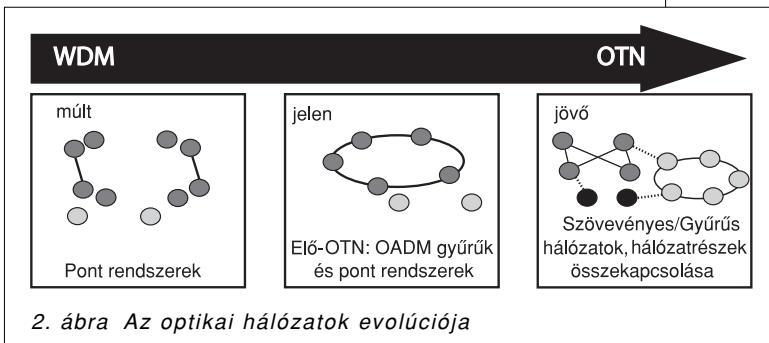 WDM
OTN
múlt
Pont rendszerek
jelen
Elő-OTN: OADM gyűrűk
és pont rendszerek
jövő
Szövevényes/Gyűrűs
hálózatok, hálózatrészek
összekapcsolása
2. ábra Az optikai hálózatok evolúciója